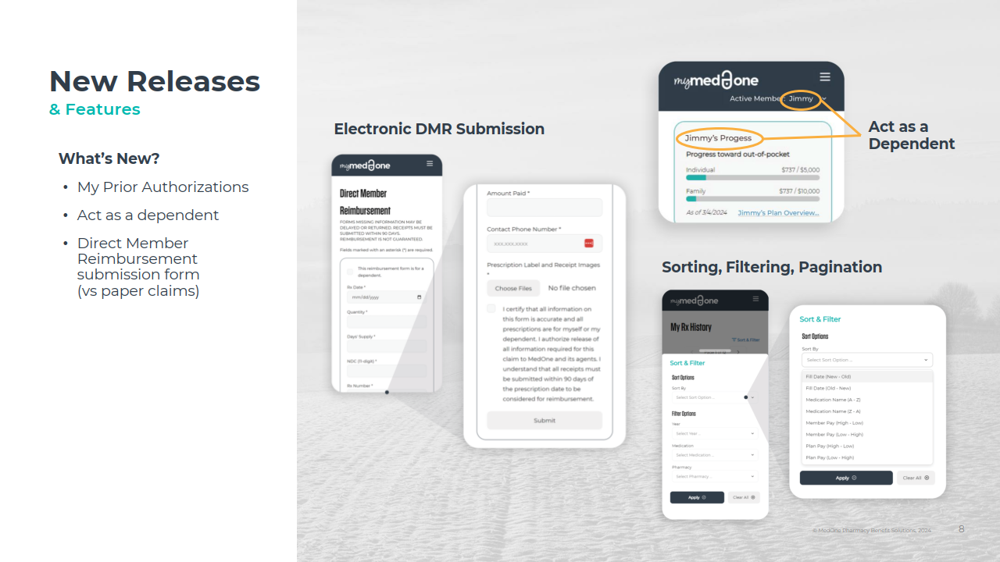 New Releases
& Features
What's New?
• My Prior Authorizations
• Act as a dependent
• Direct Member
Reimbursement
submission form
(vs paper claims)
Electronic DMR Submission
mymedone
Direct Member
Reimbursement
FORMS MISSING INFORMATION MAY BE
DELAYED OR RETURNED. RECEIPTS MUST BE
SUBMITTED WITHIN 90 DAYS.
REIMBURSEMENT IS NOT GUARANTEED.
Fields marked with an asterisk (*) are required.
This reimbursement form is for a
dependent.
Rx Date *
mm/dd/yyyy
Quantity *
Days Supply *
NDC (11-digit) *
Rx Number *
Amount Paid *
Contact Phone Number *
xxx.xxx.xxxx
Prescription Label and Receipt Images
*
Choose Files No file chosen
I certify that all information on
this form is accurate and all
prescriptions are for myself or my
dependent. I authorize release of
all information required for this
claim to MedOne and its agents. I
understand that all receipts must
be submitted within 90 days of
the prescription date to be
considered for reimbursement.
Submit
mymedone
Active Member: Jimmy
Jimmy's Progess
Progress toward out-of-pocket
Individual $737 / $5,000
Family $737 / $10,000
As of 3/4/2024 Jimmy's Plan Overview...
Act as a
Dependent
Sorting, Filtering, Pagination
mymedone
My Rx History
Sort & Filter
Sort & Filter
Sort Options
Sort By
Select Sort Option...
Filter Options
Year
Select Year...
Medication
Select Medication...
Pharmacy
Select Pharmacy...
Apply Clear All
Sort & Filter
Sort Options
Sort By
Select Sort Option...
Fill Date (New - Old)
Fill Date (Old - New)
Medication Name (A - Z)
Medication Name (Z - A)
Member Pay (High - Low)
Member Pay (Low - High)
Plan Pay (High - Low)
Plan Pay (Low - High)
Apply Clear All
© MedOne Pharmacy Benefit Solutions, 2024 8